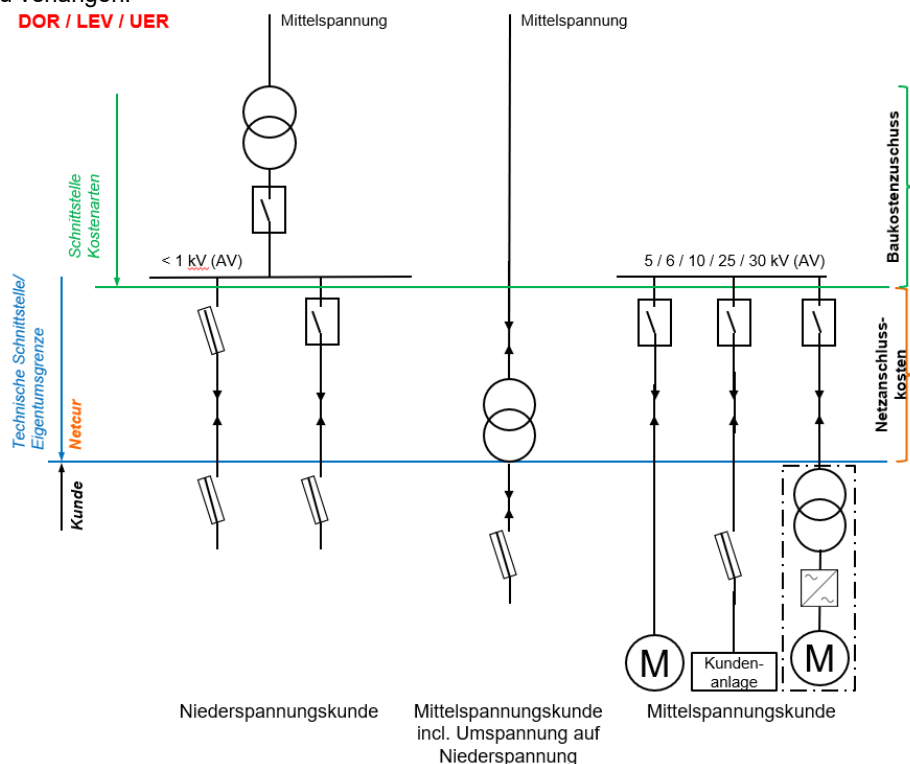 DOR / LEV / UER
Mittelspannung
Mittelspannung
Schnittstelle
Kostenarten
Baukostenzuschuss
< 1 kV (AV)
5 / 6 / 10 / 25 / 30 kV (AV)
Technische Schnittstelle/
Eigentumsgrenze
Netcur
Kunde
Netzanschluss-
kosten
M
Kunden-
anlage
M
Niederspannungskunde
Mittelspannungskunde
incl. Umspannung auf
Niederspannung
Mittelspannungskunde